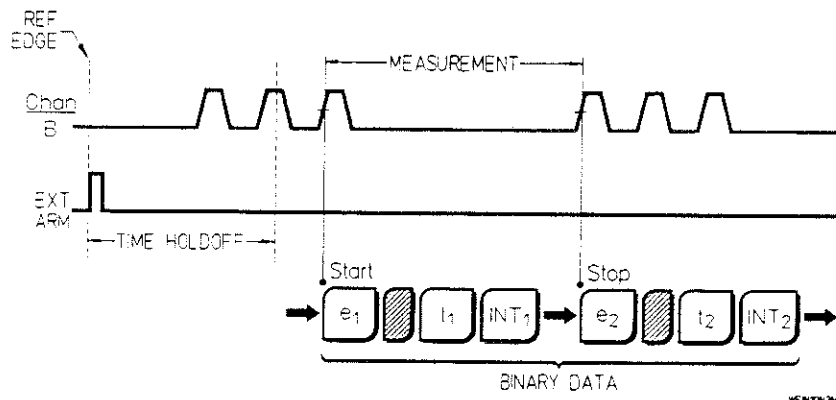 REF
EDGE
MEASUREMENT
Chan
B
EXT
ARM
TIME HOLDOFF
Start
Stop
e1
t1
INT1
e2
t2
INT2
BINARY DATA